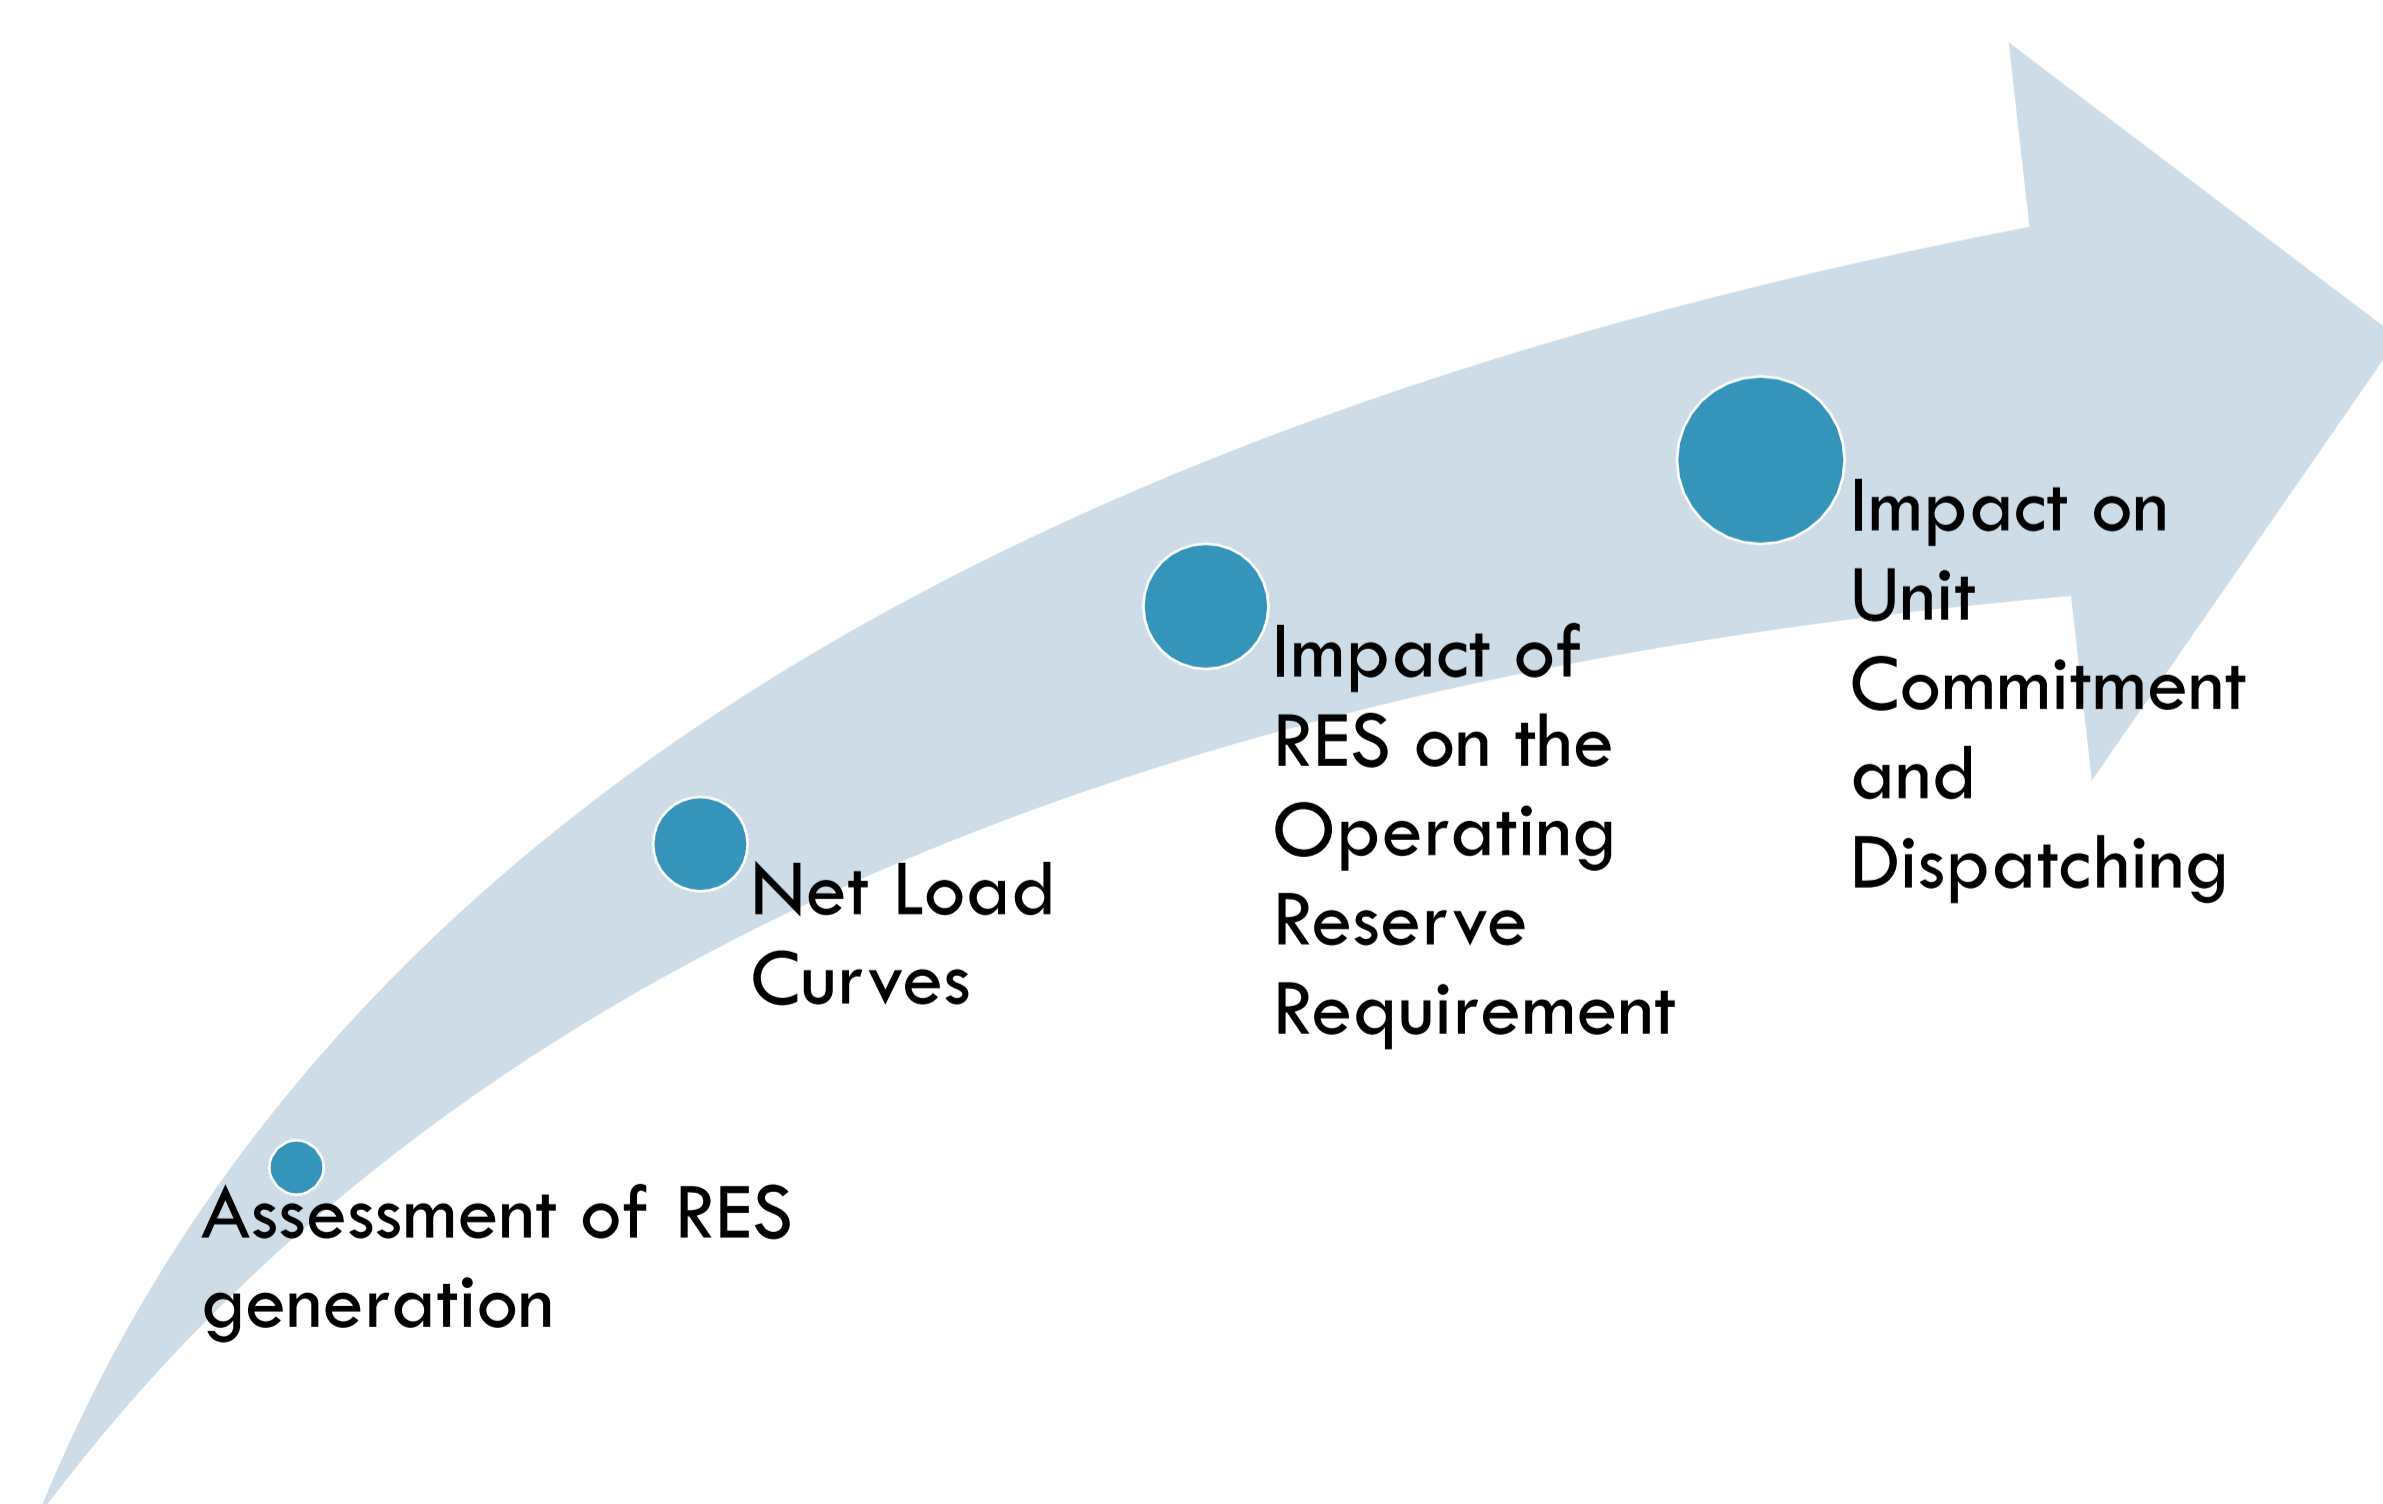 Assessment of RES
generation
Net Load
Curves
Impact of
RES on the
Operating
Reserve
Requirement
Impact on
Unit
Commitment
and
Dispatching